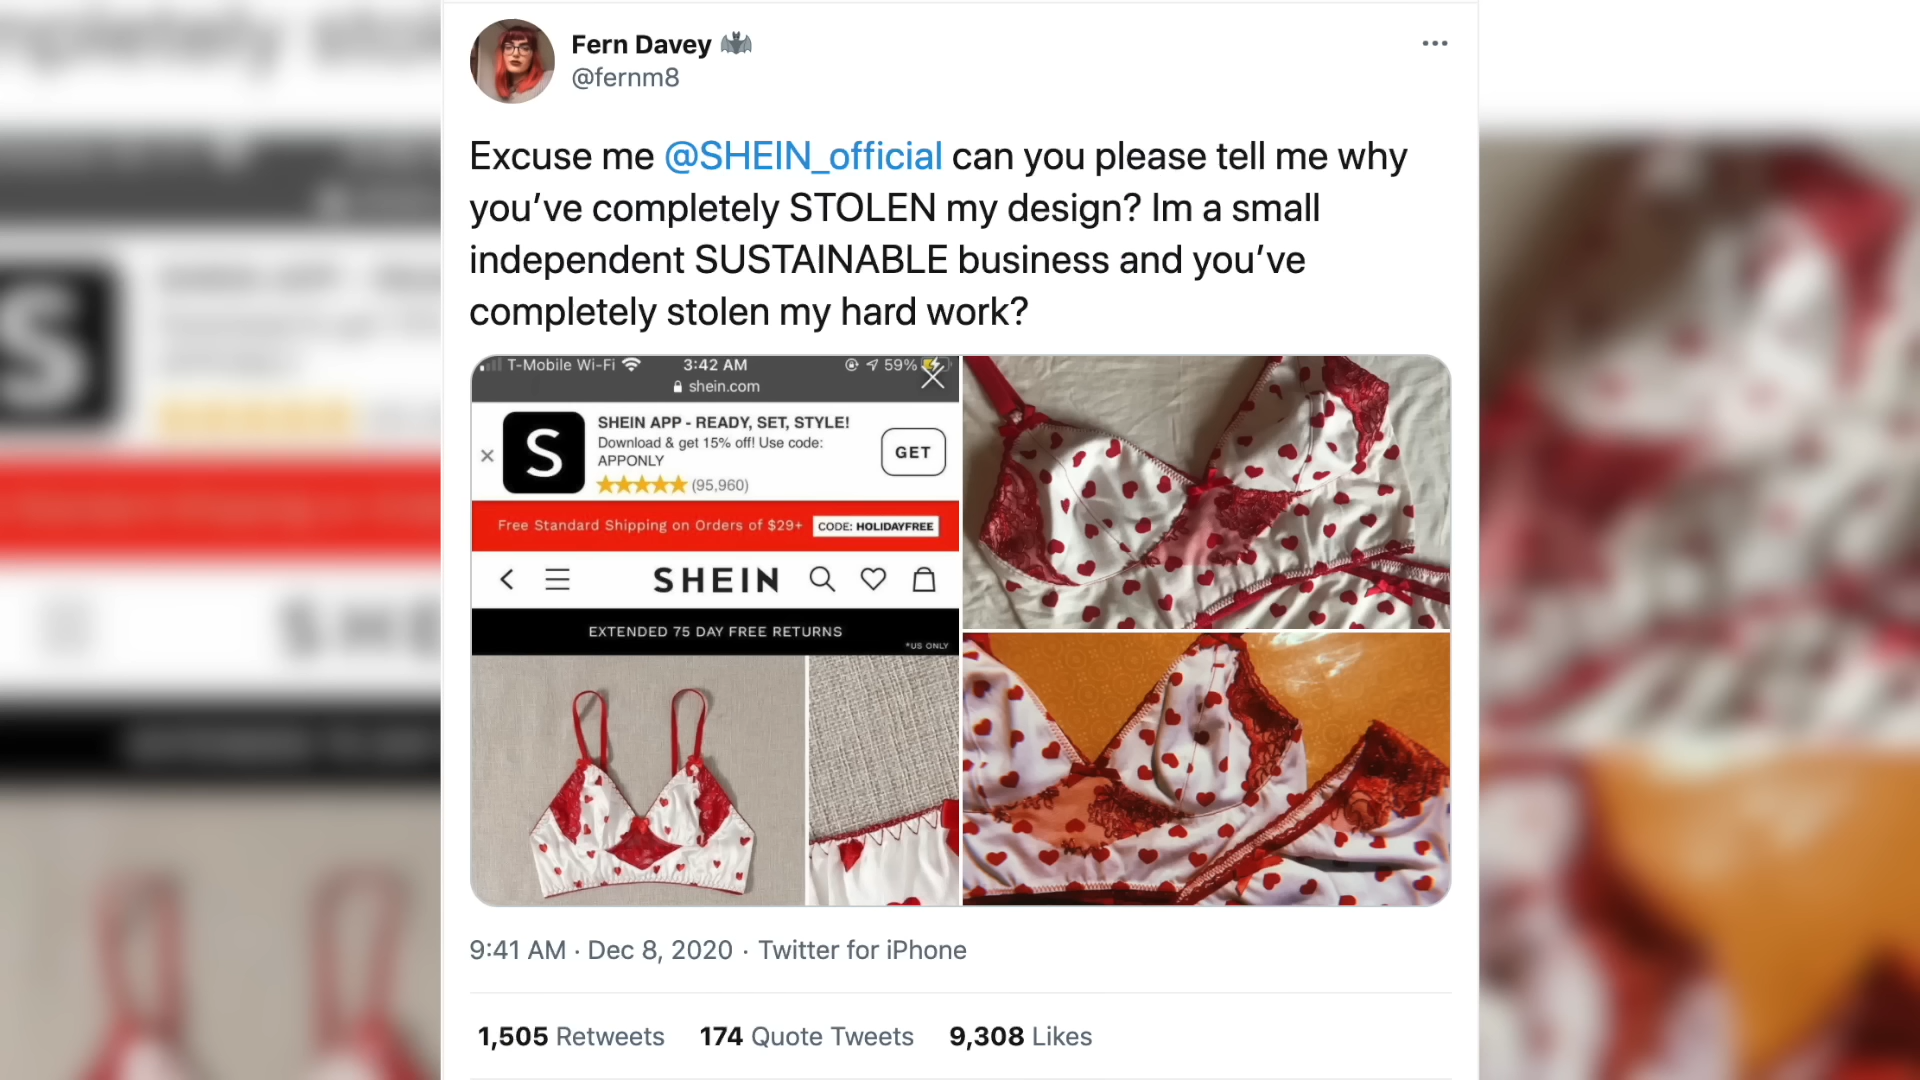 Fern Davey
@fernm8
Excuse me @SHEIN_official can you please tell me why
you've completely STOLEN my design? Im a small
independent SUSTAINABLE business and you've
completely stolen my hard work?
T-Mobile Wi-Fi 3:42 AM 59%
shein.com
S
SHEIN APP - READY, SET, STYLE!
Download & get 15% off! Use code:
APPONLY
(95,960)
GET
Free Standard Shipping on Orders of $29+ CODE: HOLIDAYFREE
SHEIN
EXTENDED 75 DAY FREE RETURNS
*US ONLY
9:41 AM · Dec 8, 2020 · Twitter for iPhone
1,505 Retweets 174 Quote Tweets 9,308 Likes